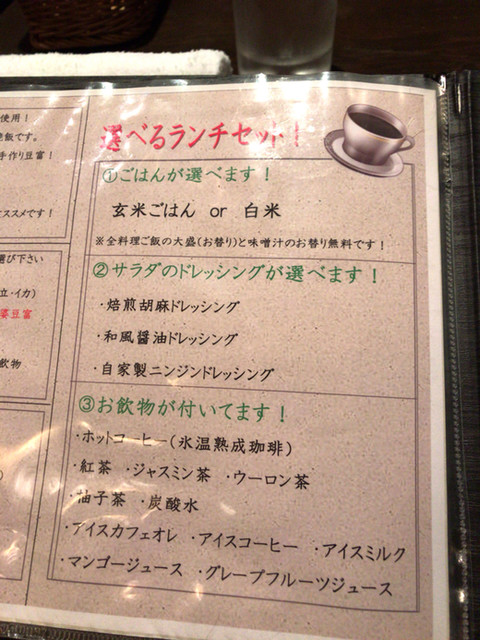 使用！
飯です。
手作り豆富！
ススメです！
選び下さい
立・イカ）
婆豆富
飲物
選べるランチセット！
①ごはんが選べます！
玄米ごはん or 白米
※全料理ご飯の大盛(お替り)と味噌汁のお替り無料です！
②サラダのドレッシングが選べます！
・焙煎胡麻ドレッシング
・和風醤油ドレッシング
・自家製ニンジンドレッシング
③お飲物が付いてます！
・ホットコーヒー(氷温熟成珈琲)
・紅茶 ・ジャスミン茶 ・ウーロン茶
・柚子茶 ・炭酸水
・アイスカフェオレ ・アイスコーヒー ・アイスミルク
・マンゴージュース ・グレープフルーツジュース